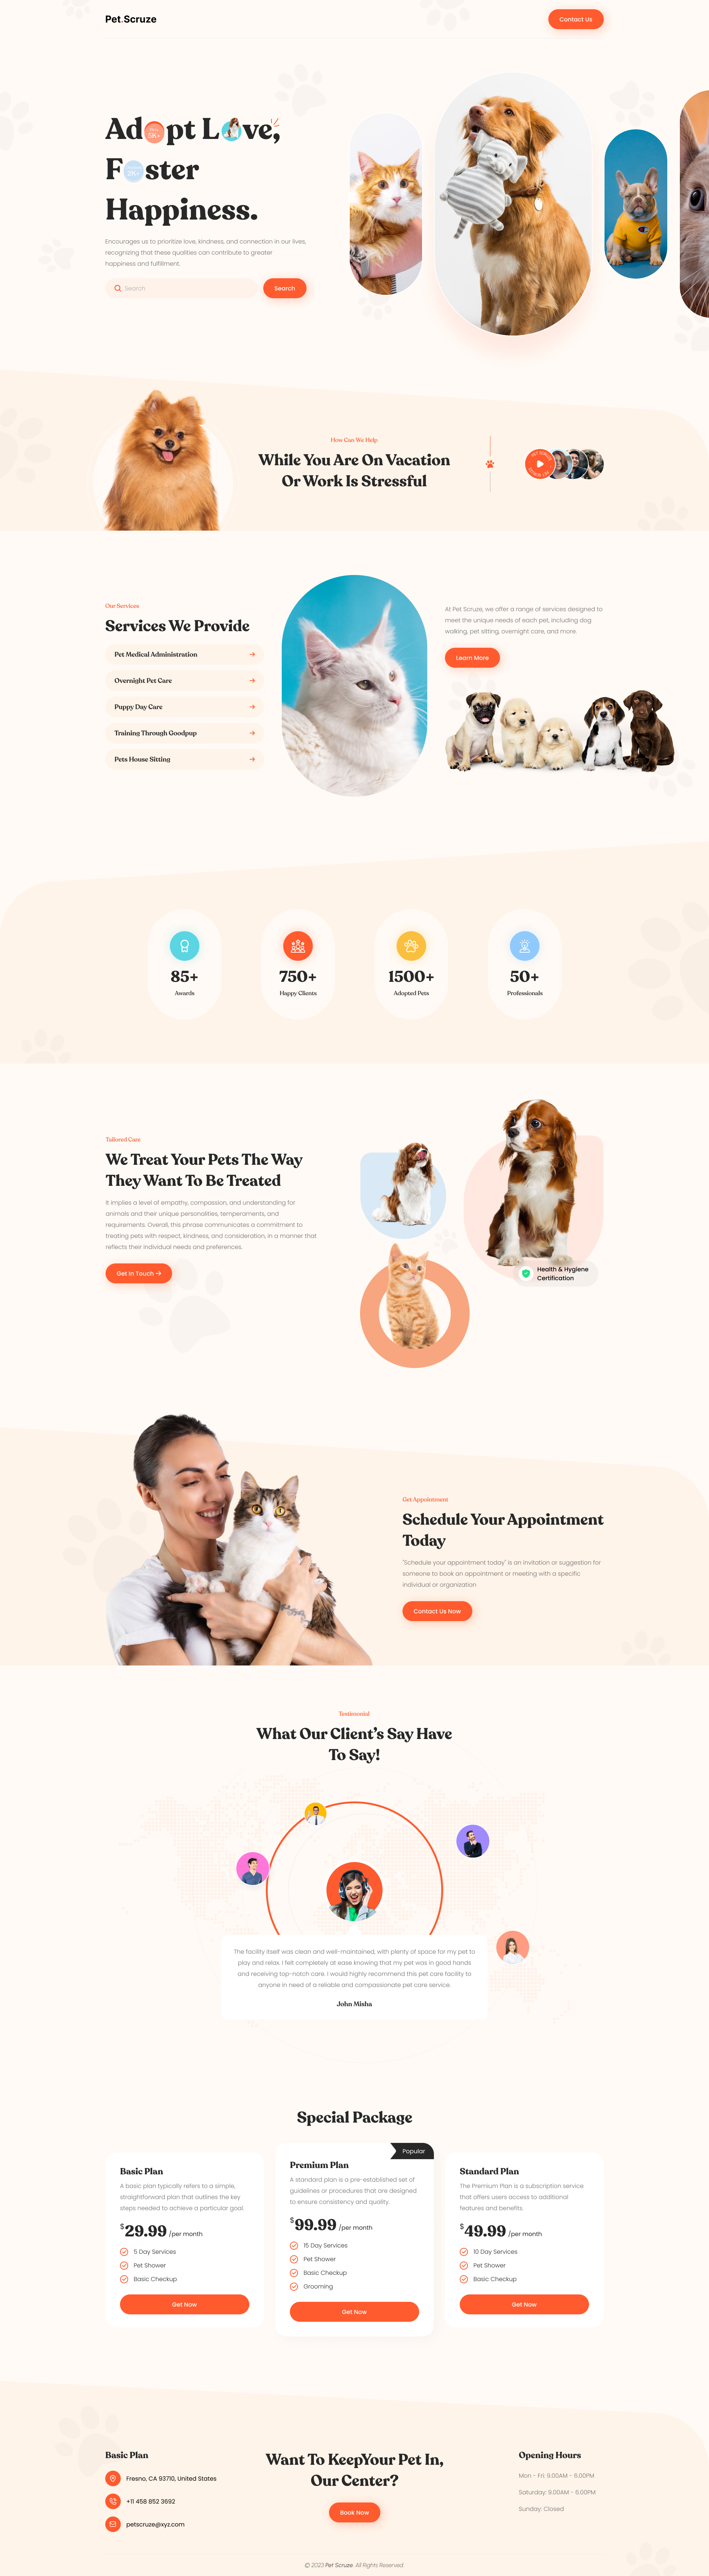 Pet.Scruze
Contact Us
Ad pt L ve,
5K+
F ster
2K+
Happiness.
Encourages us to prioritize love, kindness, and connection in our lives,
recognizing that these qualities can contribute to greater
happiness and fulfillment.
Search
Search
How Can We Help
While You Are On Vacation
Or Work Is Stressful
PET SCRUZE
Our Services
Services We Provide
Pet Medical Administration
Overnight Pet Care
Puppy Day Care
Training Through Goodpup
Pets House Sitting
At Pet Scruze, we offer a range of services designed to
meet the unique needs of each pet, including dog
walking, pet sitting, overnight care, and more.
Learn More
85+
Awards
750+
Happy Clients
1500+
Adopted Pets
50+
Professionals
Tailored Care
We Treat Your Pets The Way
They Want To Be Treated
It implies a level of empathy, compassion, and understanding for
animals and their unique personalities, temperaments, and
requirements. Overall, this phrase communicates a commitment to
treating pets with respect, kindness, and consideration, in a manner that
reflects their individual needs and preferences.
Get In Touch
Health & Hygiene
Certification
Get Appointment
Schedule Your Appointment
Today
"Schedule your appointment today" is an invitation or suggestion for
someone to book an appointment or meeting with a specific
individual or organization
Contact Us Now
Testimonial
What Our Client's Say Have
To Say!
The facility itself was clean and well-maintained, with plenty of space for my pet to
play and relax. I felt completely at ease knowing that my pet was in good hands
and receiving top-notch care. I would highly recommend this pet care facility to
anyone in need of a reliable and compassionate pet care service.
John Misha
Special Package
Basic Plan
A basic plan typically refers to a simple,
straightforward plan that outlines the key
steps needed to achieve a particular goal.
$29.99 /per month
5 Day Services
Pet Shower
Basic Checkup
Get Now
Popular
Premium Plan
A standard plan is a pre-established set of
guidelines or procedures that are designed
to ensure consistency and quality.
$99.99 /per month
15 Day Services
Pet Shower
Basic Checkup
Grooming
Get Now
Standard Plan
The Premium Plan is a subscription service
that offers users access to additional
features and benefits.
$49.99 /per month
10 Day Services
Pet Shower
Basic Checkup
Get Now
Basic Plan
Fresno, CA 93710, United States
+11 458 852 3692
petscruze@xyz.com
Want To KeepYour Pet In,
Our Center?
Book Now
Opening Hours
Mon - Fri: 9.00AM - 6.00PM
Saturday: 9.00AM - 6.00PM
Sunday: Closed
© 2023 Pet Scruze. All Rights Reserved.